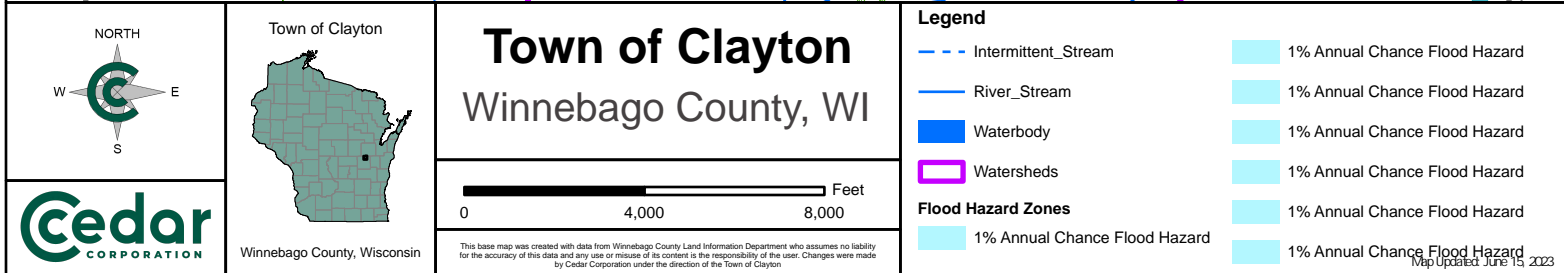 NORTH
W
E
S
Cedar
CORPORATION
Town of Clayton
Winnebago County, Wisconsin
Town of Clayton
Winnebago County, WI
Feet
0 4,000 8,000
This base map was created with data from Winnebago County Land Information Department who assumes no liability
for the accuracy of this data and any use or misuse of its content is the responsibility of the user. Changes were made
by Cedar Corporation under the direction of the Town of Clayton
Legend
Intermittent_Stream
River_Stream
Waterbody
Watersheds
Flood Hazard Zones
1% Annual Chance Flood Hazard
1% Annual Chance Flood Hazard
1% Annual Chance Flood Hazard
1% Annual Chance Flood Hazard
1% Annual Chance Flood Hazard
1% Annual Chance Flood Hazard
1% Annual Chance Flood Hazard
Map Updated: June 15, 2023